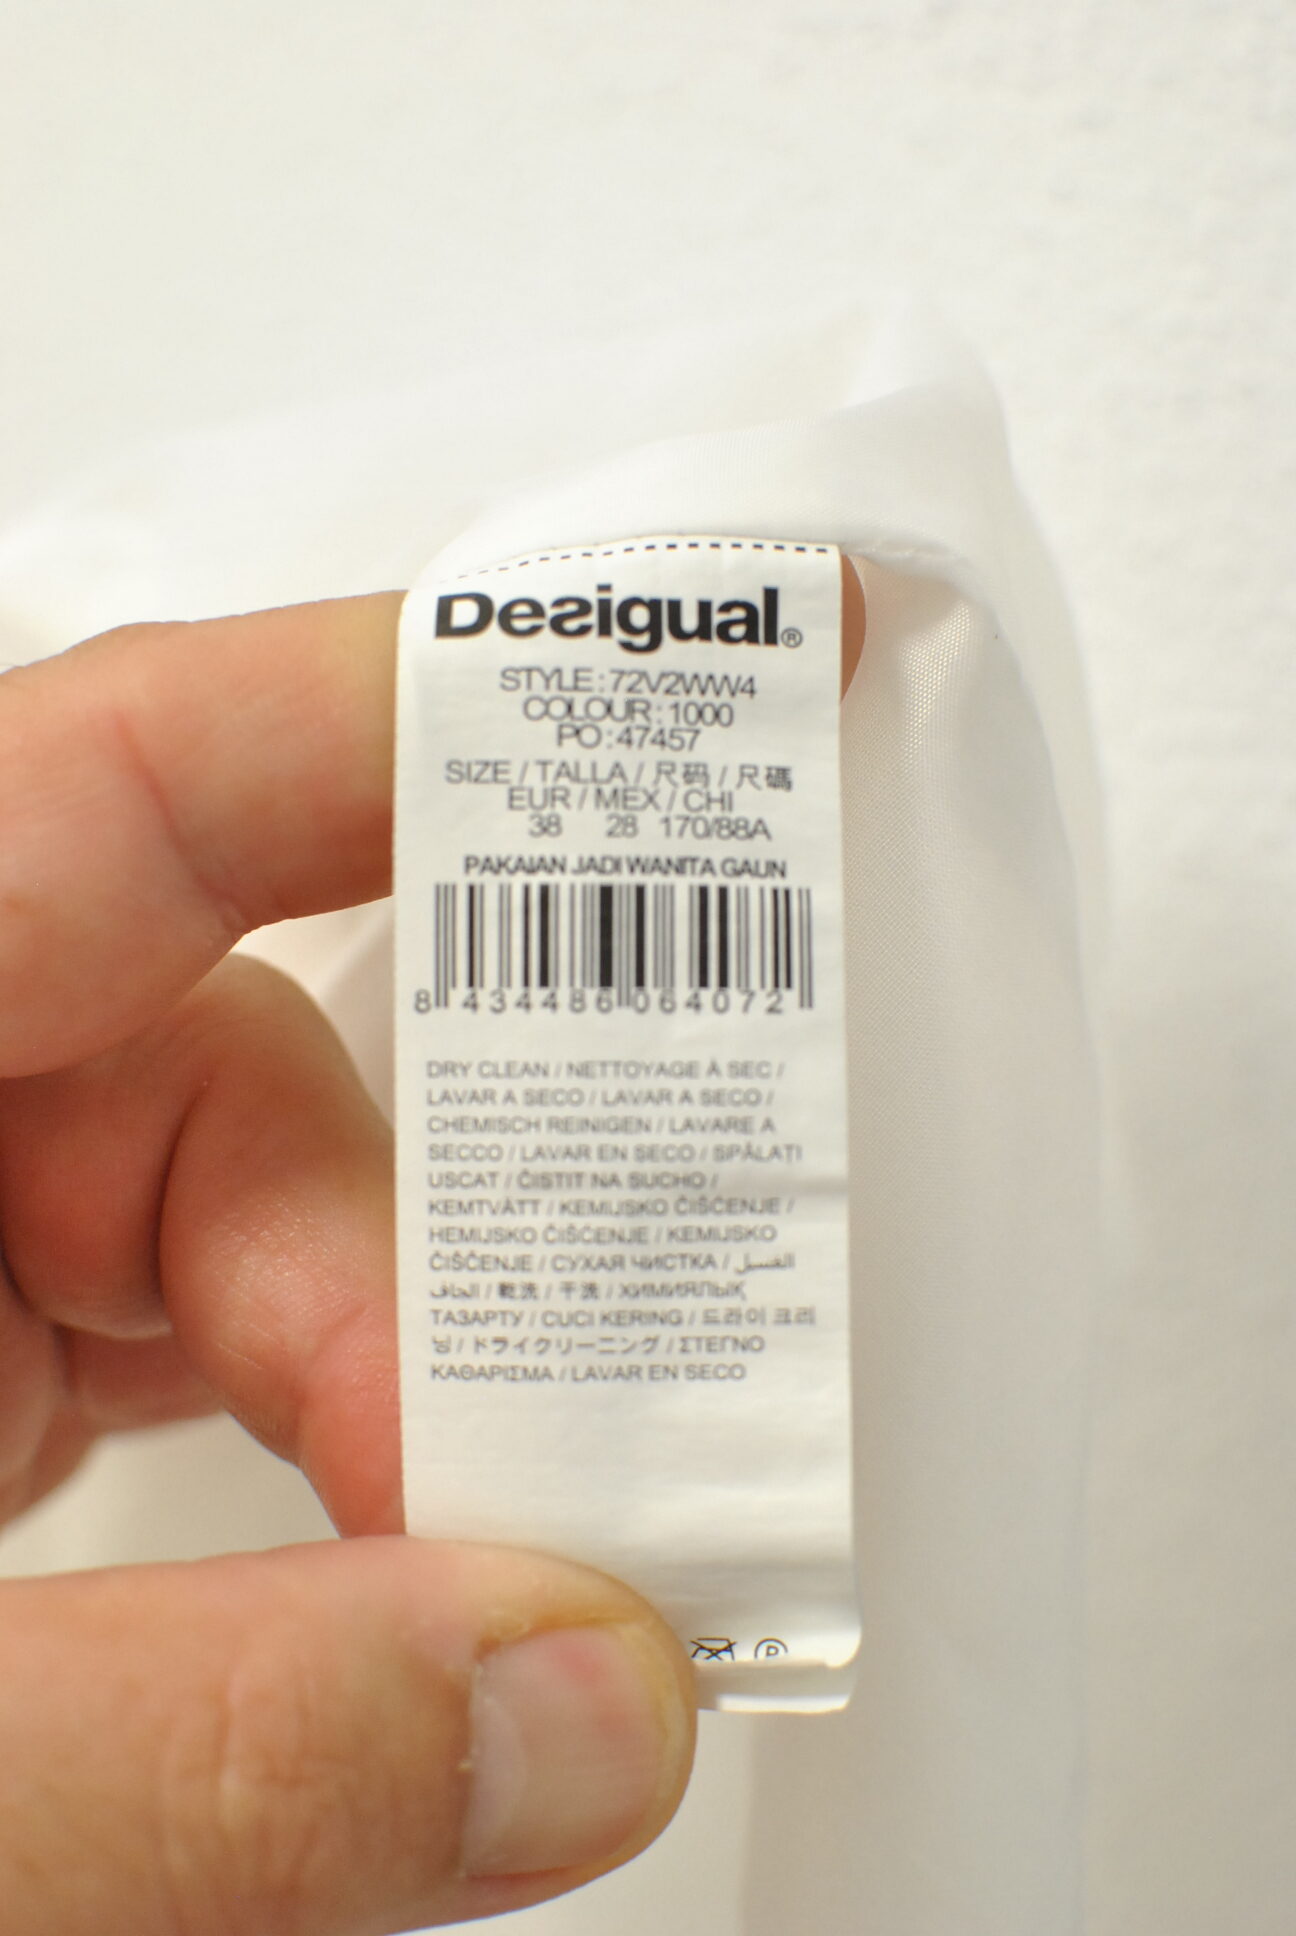 Desigual®
STYLE : 72V2WW4
COLOUR : 1000
PO : 47457
SIZE / TALLA / 尺码 / 尺碼
EUR / MEX / CHI
38 28 170/88A
PAKAIAN JADI WANITA GAUN
8 434486 064072
DRY CLEAN / NETTOYAGE À SEC /
LAVAR A SECO / LAVAR A SECO /
CHEMISCH REINIGEN / LAVARE A
SECCO / LAVAR EN SECO / SPĂLAȚI
USCAT / ČISTIT NA SUCHO /
KEMTVÄTT / KEMIJSKO ČIŠČENJE /
HEMIJSKO ČIŠĆENJE / KEMIJSKO
ČIŠĆENJE / СУХАЯ ЧИСТКА / الغسيل
الجاف / 乾洗 / 干洗 / ХИМИЯЛЫҚ
ТАЗАРТУ / CUCI KERING / 드라이 크리
닝 / ドライクリーニング / ΣΤΕΓΝΟ
ΚΑΘΑΡΙΣΜΑ / LAVAR EN SECO
P